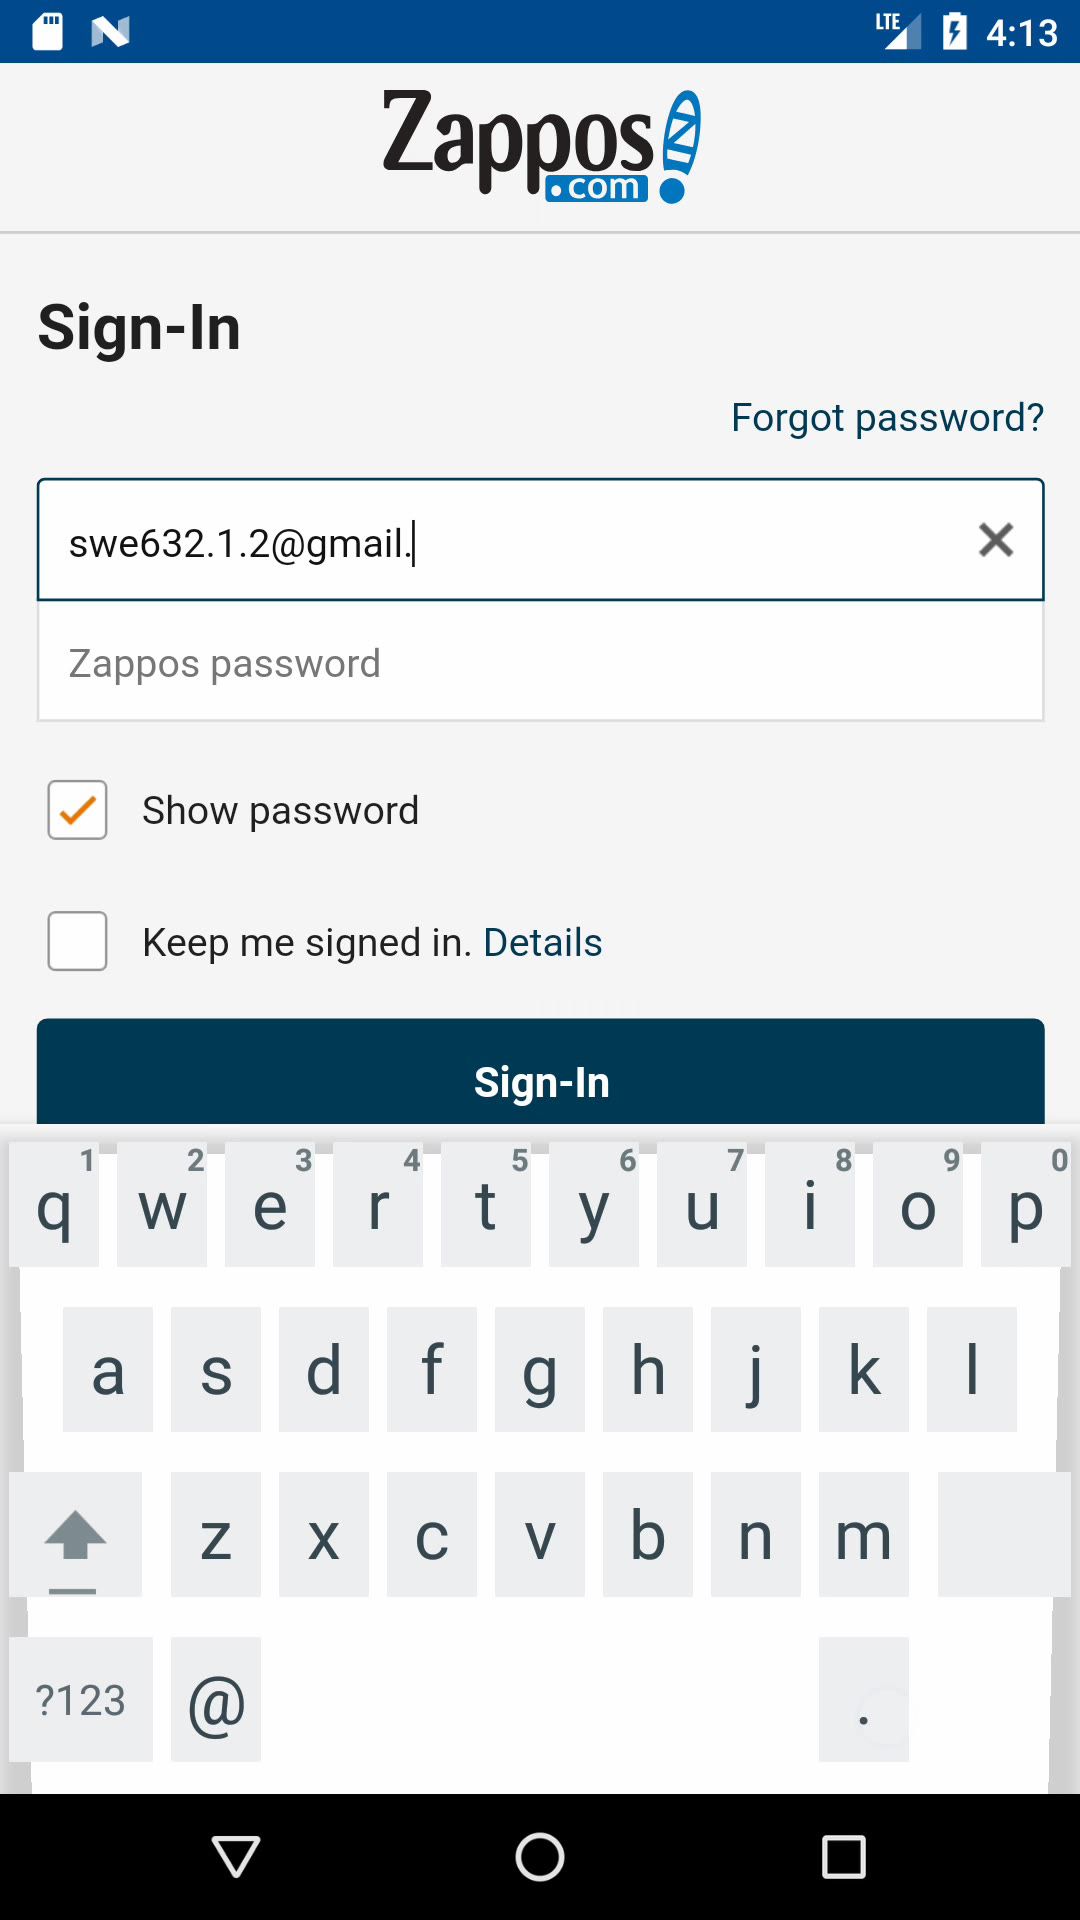 LTE 4:13
Zappos
.com
Sign-In
Forgot password?
swe632.1.2@gmail.
Zappos password
Show password
Keep me signed in. Details
Sign-In
1 2 3 4 5 6 7 8 9 0
q w e r t y u i o p
a s d f g h j k l
z x c v b n m
?123 @ .